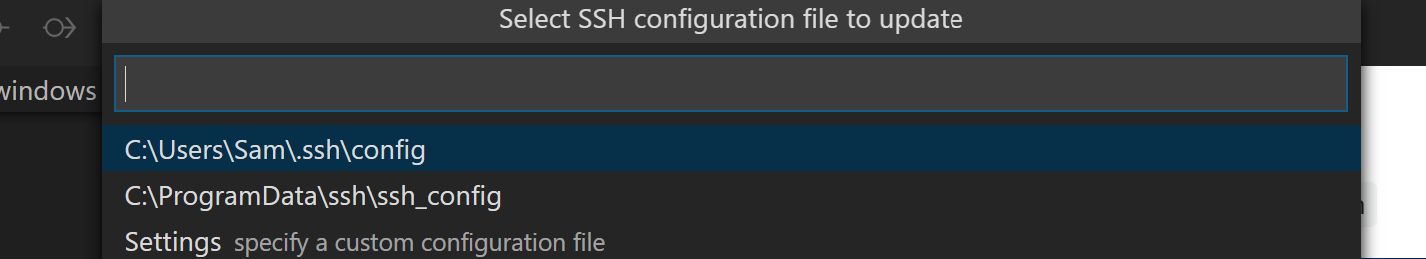 Select SSH configuration file to update
windows
C:\Users\Sam\.ssh\config
C:\ProgramData\ssh\ssh_config
Settings specify a custom configuration file